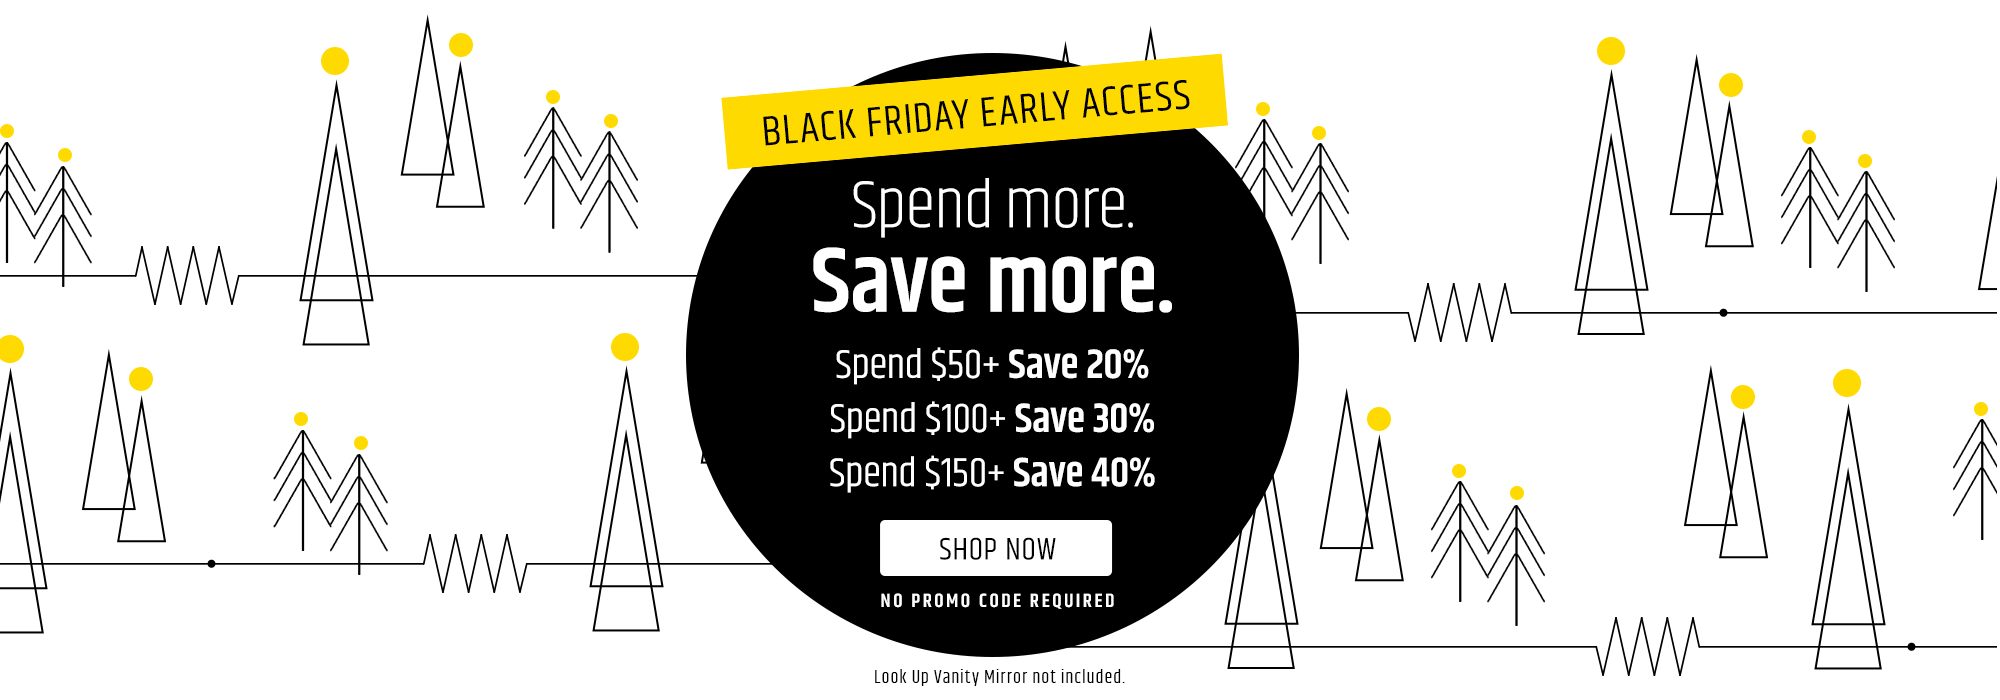 BLACK FRIDAY EARLY ACCESS
Spend more.
Save more.
Spend $50+ Save 20%
Spend $100+ Save 30%
Spend $150+ Save 40%
SHOP NOW
NO PROMO CODE REQUIRED
Look Up Vanity Mirror not included.